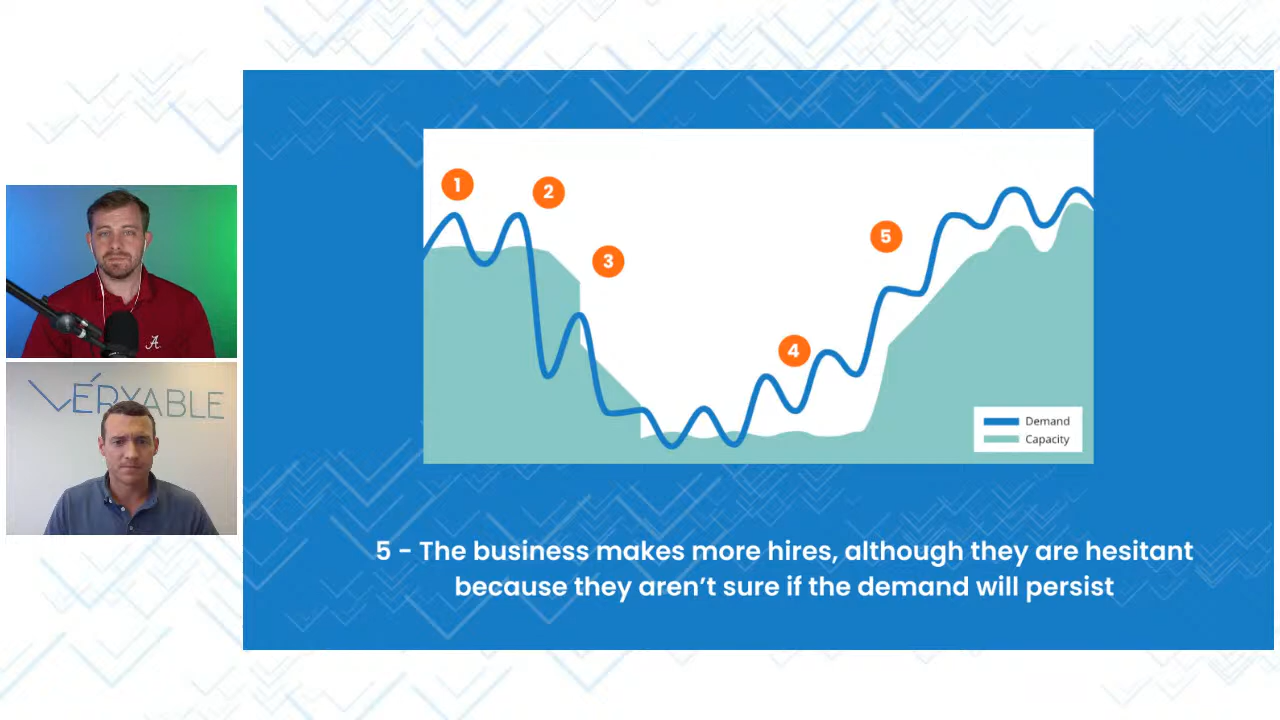 1
2
3
4
5
Demand
Capacity
A
VERYABLE
5 - The business makes more hires, although they are hesitant
because they aren't sure if the demand will persist